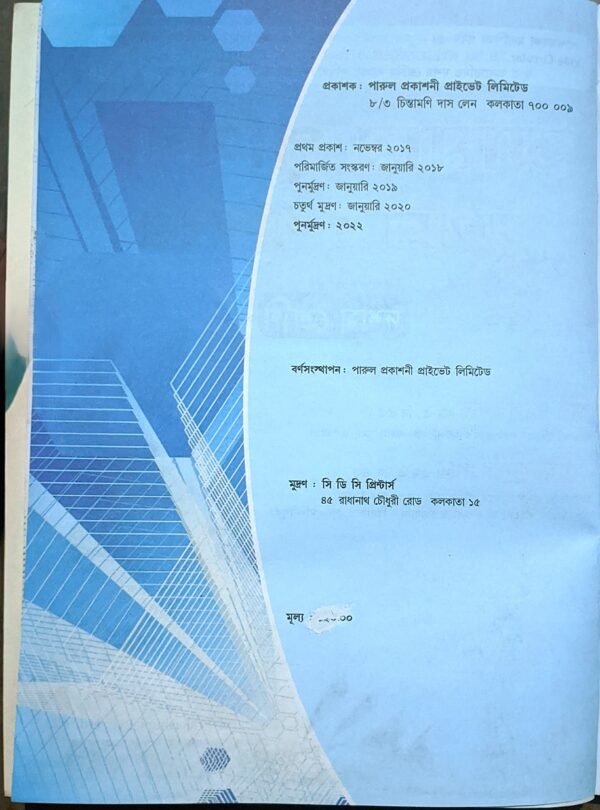 প্রকাশক : পারুল প্রকাশনী প্রাইভেট লিমিটেড
৮/৩ চিন্তামণি দাস লেন কলকাতা ৭০০ ০০৯
প্রথম প্রকাশ : নভেম্বর ২০১৭
পরিমার্জিত সংস্করণ : জানুয়ারি ২০১৮
পুনর্মুদ্রণ : জানুয়ারি ২০১৯
চতুর্থ মুদ্রণ : জানুয়ারি ২০২০
পুনর্মুদ্রণ : ২০২২
বর্ণসংস্থাপন : পারুল প্রকাশনী প্রাইভেট লিমিটেড
মুদ্রণ : সি ডি সি প্রিন্টার্স
৪৫ রাধানাথ চৌধুরী রোড কলকাতা ১৫
মূল্য :